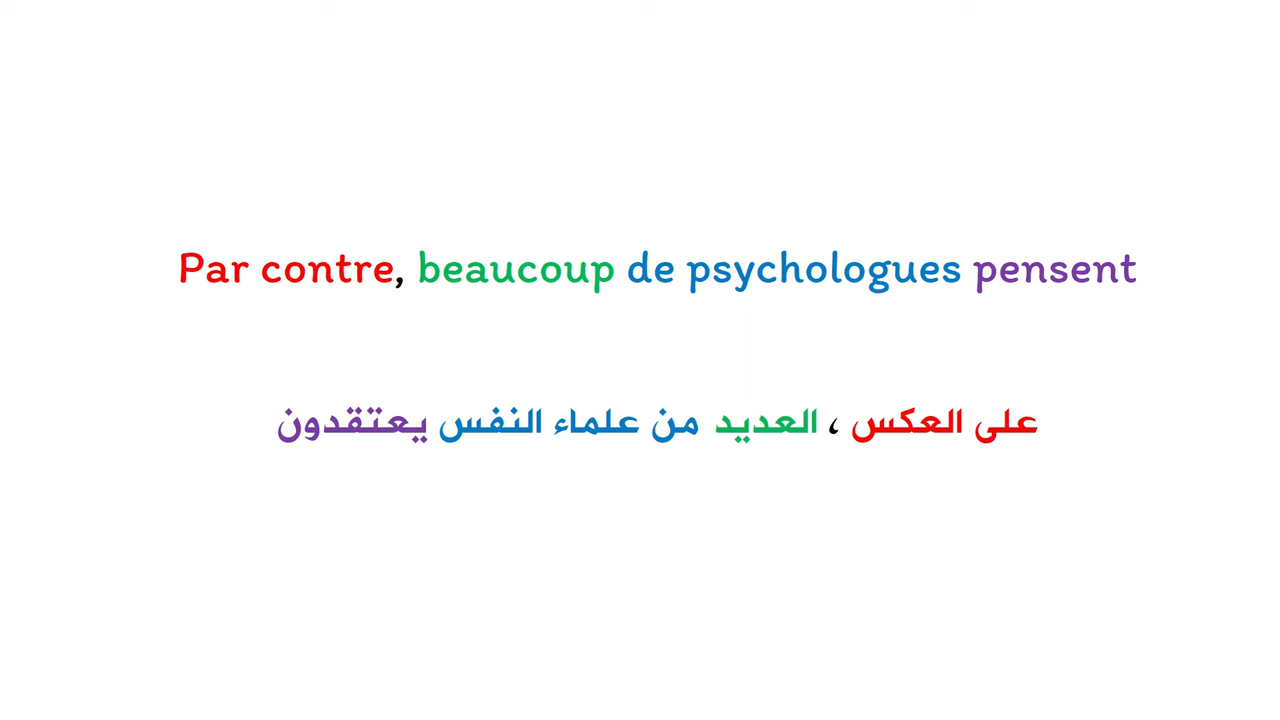 Par contre, beaucoup de psychologues pensent
على العكس ، العديد من علماء النفس يعتقدون